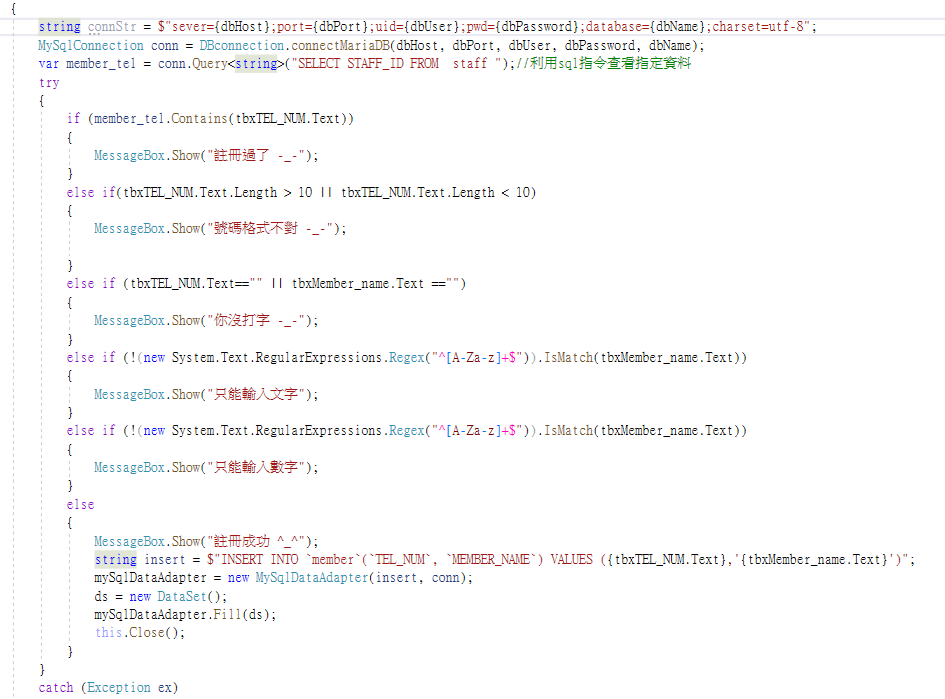 {
string connStr = $"sever={dbHost};port={dbPort};uid={dbUser};pwd={dbPassword};database={dbName};charset=utf-8";
MySqlConnection conn = DBconnection.connectMariaDB(dbHost, dbPort, dbUser, dbPassword, dbName);
var member_tel = conn.Query<string>("SELECT STAFF_ID FROM  staff ");//利用sql指令查看指定資料
try
{
if (member_tel.Contains(tbxTEL_NUM.Text))
{
MessageBox.Show("註冊過了 -_-");
}
else if(tbxTEL_NUM.Text.Length > 10 || tbxTEL_NUM.Text.Length < 10)
{
MessageBox.Show("號碼格式不對 -_-");
}
else if (tbxTEL_NUM.Text=="" || tbxMember_name.Text =="")
{
MessageBox.Show("你沒打字 -_-");
}
else if (!(new System.Text.RegularExpressions.Regex("^[A-Za-z]+$")).IsMatch(tbxMember_name.Text))
{
MessageBox.Show("只能輸入文字");
}
else if (!(new System.Text.RegularExpressions.Regex("^[A-Za-z]+$")).IsMatch(tbxMember_name.Text))
{
MessageBox.Show("只能輸入數字");
}
else
{
MessageBox.Show("註冊成功 ^_^");
string insert = $"INSERT INTO `member`(`TEL_NUM`, `MEMBER_NAME`) VALUES ({tbxTEL_NUM.Text},'{tbxMember_name.Text}')";
mySqlDataAdapter = new MySqlDataAdapter(insert, conn);
ds = new DataSet();
mySqlDataAdapter.Fill(ds);
this.Close();
}
}
catch (Exception ex)